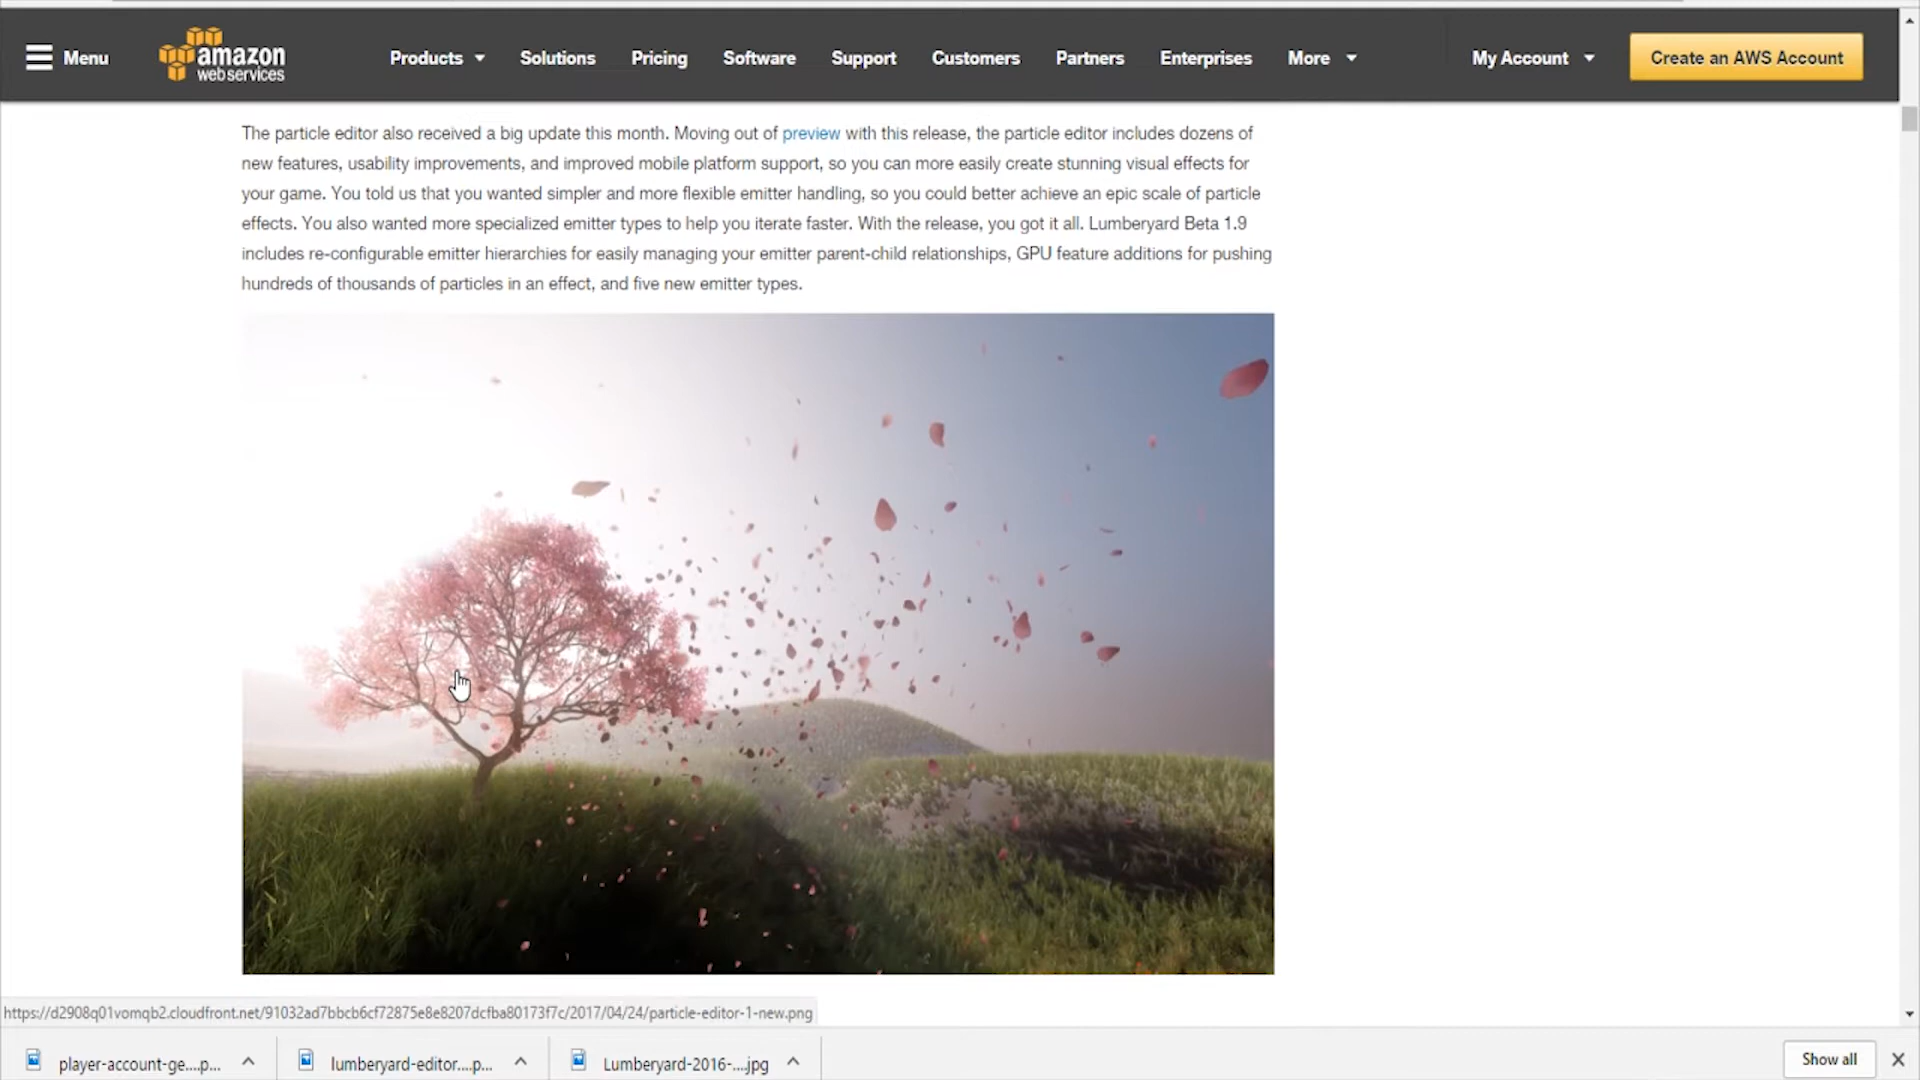 Menu
amazon
web services
Products
Solutions
Pricing
Software
Support
Customers
Partners
Enterprises
More
My Account
Create an AWS Account
The particle editor also received a big update this month. Moving out of preview with this release, the particle editor includes dozens of
new features, usability improvements, and improved mobile platform support, so you can more easily create stunning visual effects for
your game. You told us that you wanted simpler and more flexible emitter handling, so you could better achieve an epic scale of particle
effects. You also wanted more specialized emitter types to help you iterate faster. With the release, you got it all. Lumberyard Beta 1.9
includes re-configurable emitter hierarchies for easily managing your emitter parent-child relationships, GPU feature additions for pushing
hundreds of thousands of particles in an effect, and five new emitter types.
https://d2908q01vomqb2.cloudfront.net/91032ad7bbcb6cf72875e8e8207dcfba80173f7c/2017/04/24/particle-editor-1-new.png
player-account-ge....p...
lumberyard-editor....p...
Lumberyard-2016-....jpg
Show all